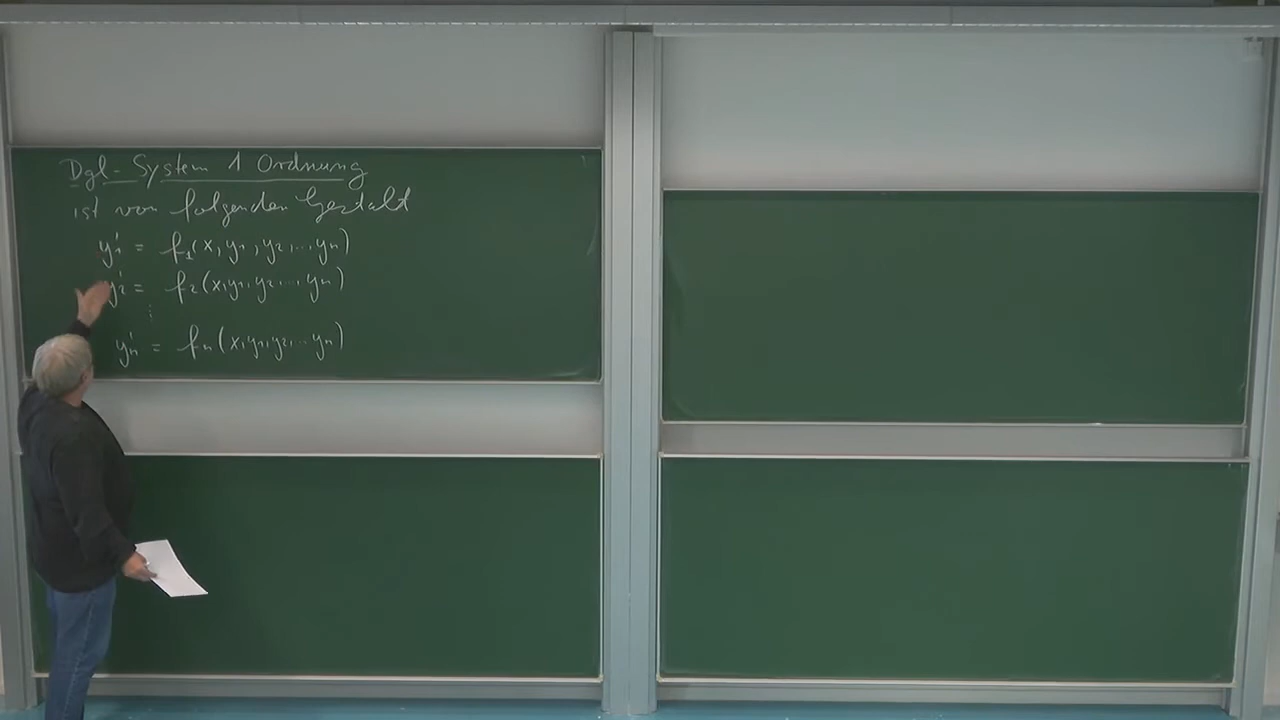 Dgl-System 1 Ordnung
ist von folgenden Gestalt
y₁' = f₁(x, y₁, y₂, ..., yₙ)
y₂' = f₂(x, y₁, y₂, ..., yₙ)
⋮
yₙ' = fₙ(x, y₁, y₂, ... yₙ)